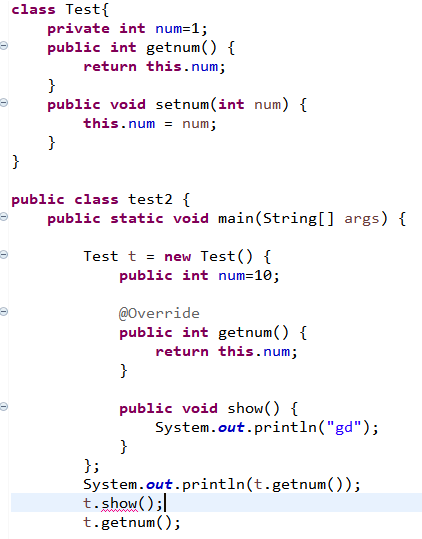 class Test{
    private int num=1;
    public int getnum() {
        return this.num;
    }
    public void setnum(int num) {
        this.num = num;
    }
}

public class test2 {
    public static void main(String[] args) {

        Test t = new Test() {
            public int num=10;

            @Override
            public int getnum() {
                return this.num;
            }

            public void show() {
                System.out.println("gd");
            }
        };
        System.out.println(t.getnum());
        t.show();
        t.getnum();